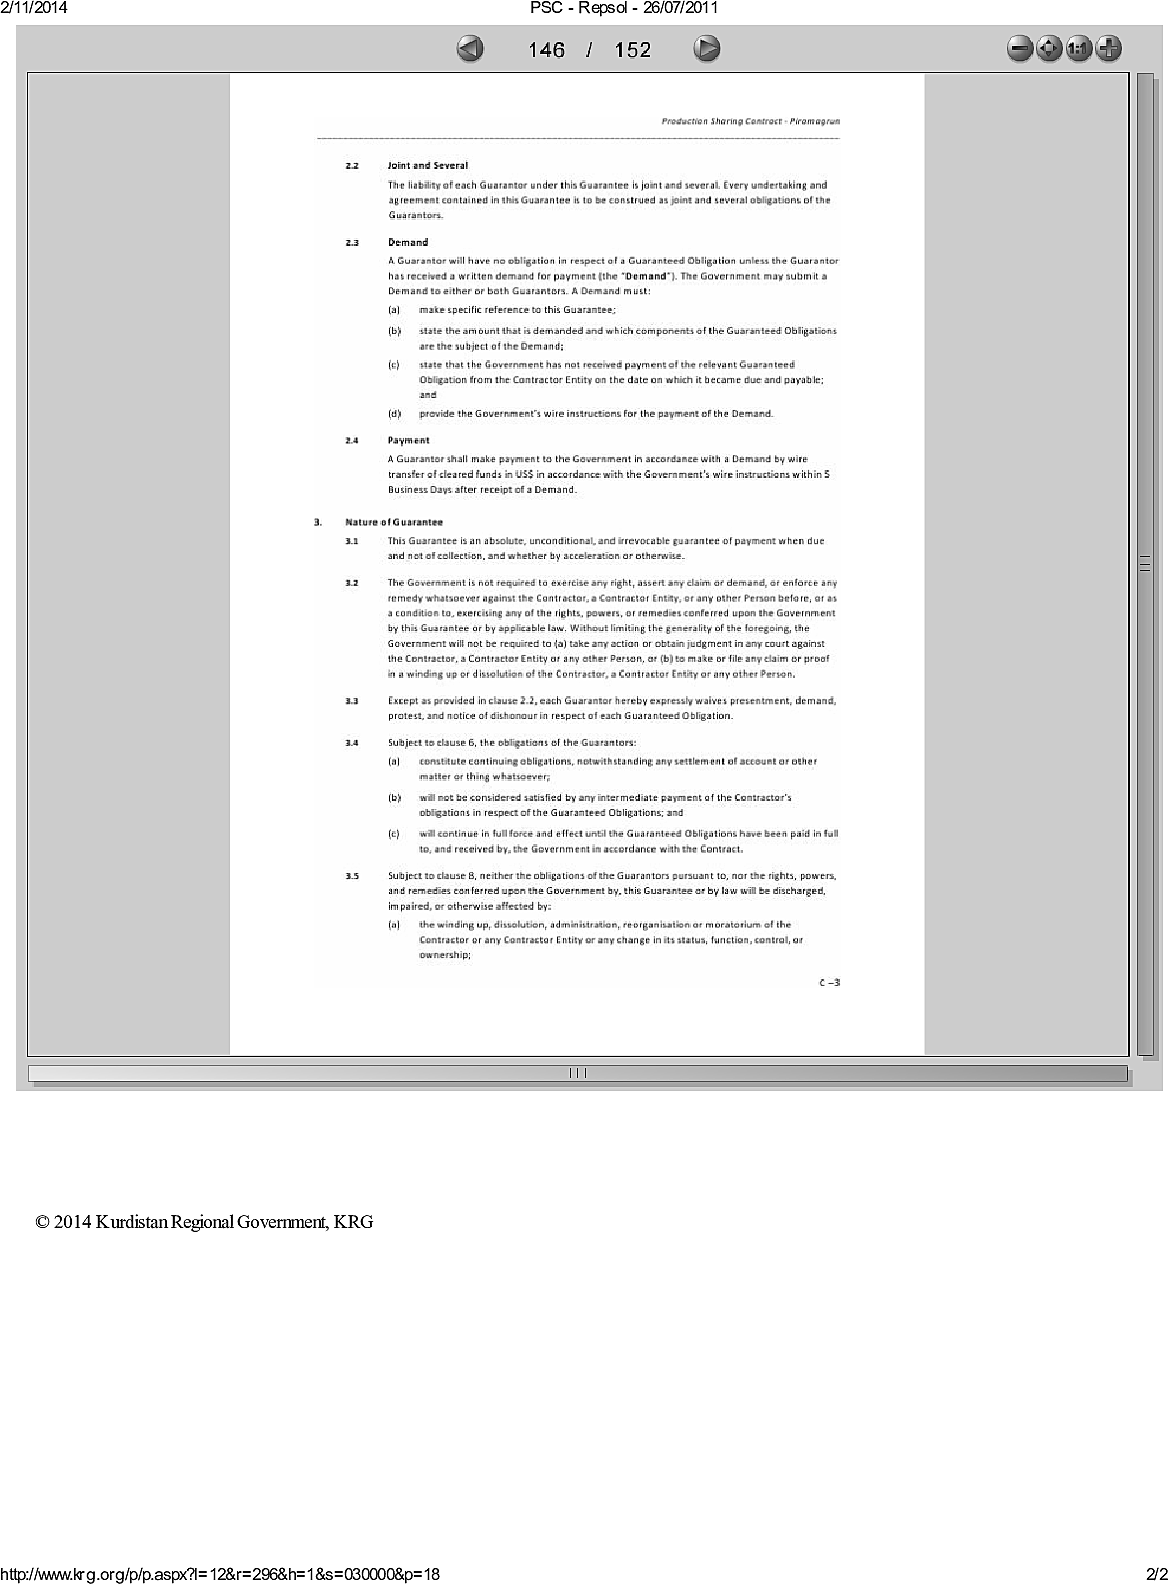 2/11/2014 PSC - Repsol - 26/07/2011
146 / 152
1:1
Production Sharing Contract - Piramagrun
2.2 Joint and Several
The liability of each Guarantor under this Guarantee is joint and several. Every undertaking and
agreement contained in this Guarantee is to be construed as joint and several obligations of the
Guarantors.
2.3 Demand
A Guarantor will have no obligation in respect of a Guaranteed Obligation unless the Guarantor
has received a written demand for payment (the "Demand"). The Government may submit a
Demand to either or both Guarantors. A Demand must:
(a) make specific reference to this Guarantee;
(b) state the amount that is demanded and which components of the Guaranteed Obligations
are the subject of the Demand;
(c) state that the Government has not received payment of the relevant Guaranteed
Obligation from the Contractor Entity on the date on which it became due and payable;
and
(d) provide the Government's wire instructions for the payment of the Demand.
2.4 Payment
A Guarantor shall make payment to the Government in accordance with a Demand by wire
transfer of cleared funds in US$ in accordance with the Government's wire instructions within 5
Business Days after receipt of a Demand.
3. Nature of Guarantee
3.1 This Guarantee is an absolute, unconditional, and irrevocable guarantee of payment when due
and not of collection, and whether by acceleration or otherwise.
3.2 The Government is not required to exercise any right, assert any claim or demand, or enforce any
remedy whatsoever against the Contractor, a Contractor Entity, or any other Person before, or as
a condition to, exercising any of the rights, powers, or remedies conferred upon the Government
by this Guarantee or by applicable law. Without limiting the generality of the foregoing, the
Government will not be required to (a) take any action or obtain judgment in any court against
the Contractor, a Contractor Entity or any other Person, or (b) to make or file any claim or proof
in a winding up or dissolution of the Contractor, a Contractor Entity or any other Person.
3.3 Except as provided in clause 2.2, each Guarantor hereby expressly waives presentment, demand,
protest, and notice of dishonour in respect of each Guaranteed Obligation.
3.4 Subject to clause 6, the obligations of the Guarantors:
(a) constitute continuing obligations, notwithstanding any settlement of account or other
matter or thing whatsoever;
(b) will not be considered satisfied by any intermediate payment of the Contractor's
obligations in respect of the Guaranteed Obligations; and
(c) will continue in full force and effect until the Guaranteed Obligations have been paid in full
to, and received by, the Government in accordance with the Contract.
3.5 Subject to clause 8, neither the obligations of the Guarantors pursuant to, nor the rights, powers,
and remedies conferred upon the Government by, this Guarantee or by law will be discharged,
impaired, or otherwise affected by:
(a) the winding up, dissolution, administration, reorganisation or moratorium of the
Contractor or any Contractor Entity or any change in its status, function, control, or
ownership;
C –3
© 2014 Kurdistan Regional Government, KRG
http://www.krg.org/p/p.aspx?l=12&r=296&h=1&s=030000&p=18 2/2